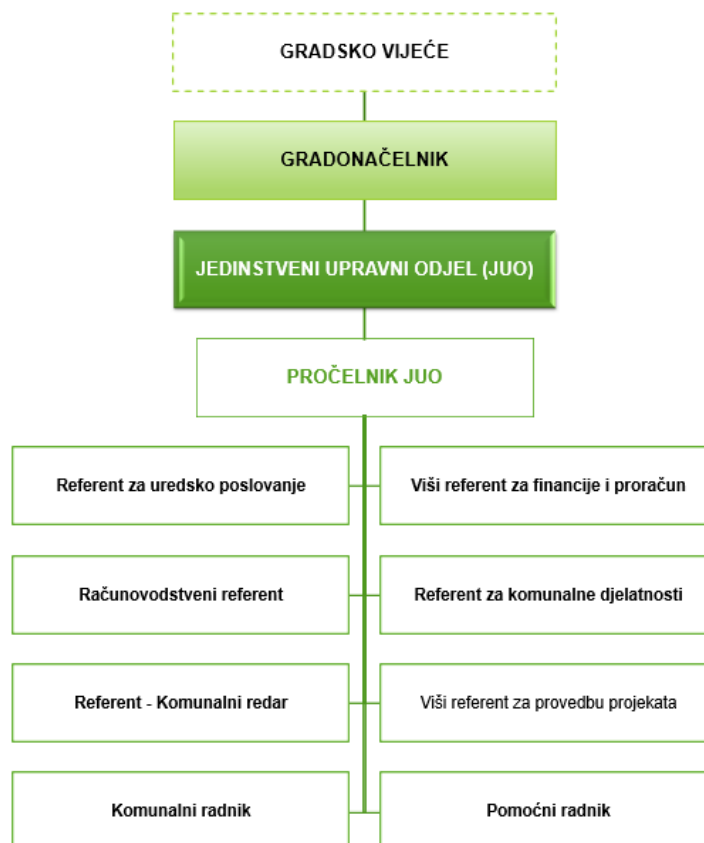 GRADSKO VIJEĆE
GRADONAČELNIK
JEDINSTVENI UPRAVNI ODJEL (JUO)
PROČELNIK JUO
Referent za uredsko poslovanje
Viši referent za financije i proračun
Računovodstveni referent
Referent za komunalne djelatnosti
Referent - Komunalni redar
Viši referent za provedbu projekata
Komunalni radnik
Pomoćni radnik